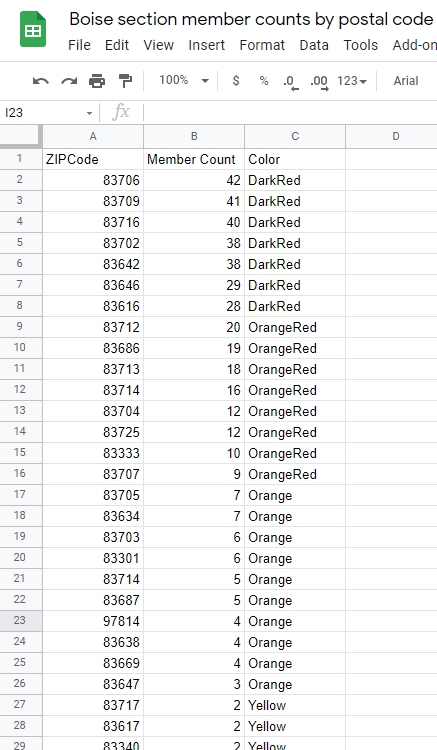 Boise section member counts by postal code
File Edit View Insert Format Data Tools Add-on
100% $ % .0 .00 123 Arial
I23 fx
A B C D
1 ZIPCode Member Count Color
2 83706 42 DarkRed
3 83709 41 DarkRed
4 83716 40 DarkRed
5 83702 38 DarkRed
6 83642 38 DarkRed
7 83646 29 DarkRed
8 83616 28 DarkRed
9 83712 20 OrangeRed
10 83686 19 OrangeRed
11 83713 18 OrangeRed
12 83714 16 OrangeRed
13 83704 12 OrangeRed
14 83725 12 OrangeRed
15 83333 10 OrangeRed
16 83707 9 OrangeRed
17 83705 7 Orange
18 83634 7 Orange
19 83703 6 Orange
20 83301 6 Orange
21 83714 5 Orange
22 83687 5 Orange
23 97814 4 Orange
24 83638 4 Orange
25 83669 4 Orange
26 83647 3 Orange
27 83717 2 Yellow
28 83617 2 Yellow
29 83340 2 Yellow